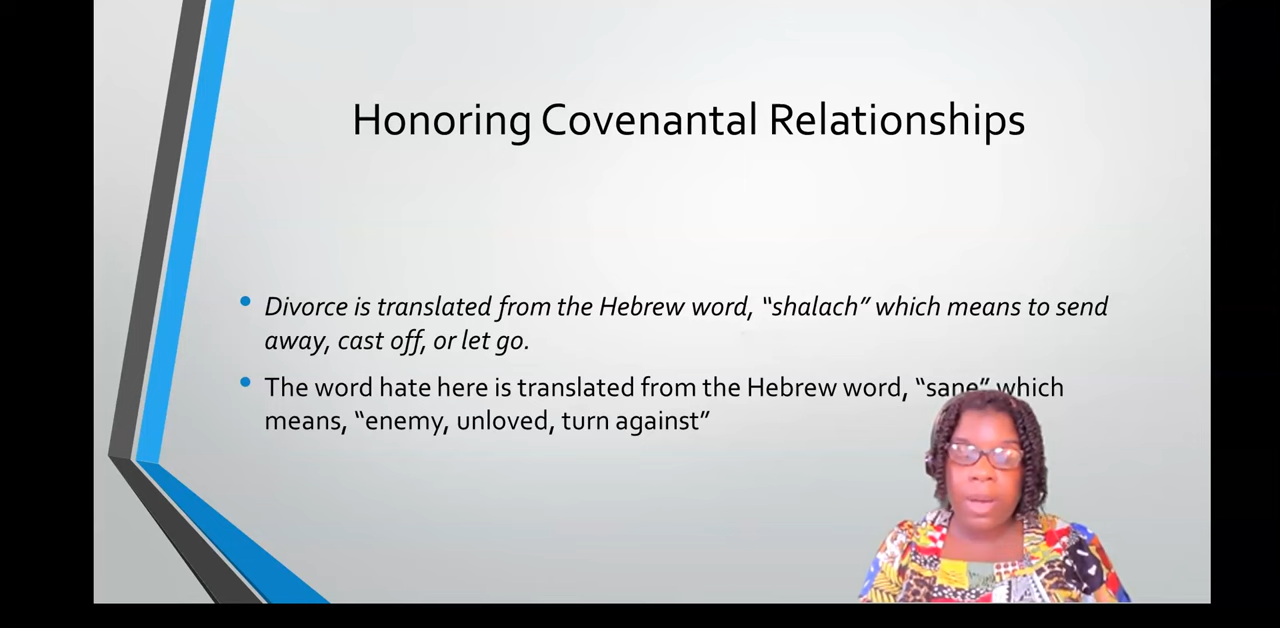 Honoring Covenantal Relationships
Divorce is translated from the Hebrew word, “shalach” which means to send
away, cast off, or let go.
The word hate here is translated from the Hebrew word, “sane” which
means, “enemy, unloved, turn against”